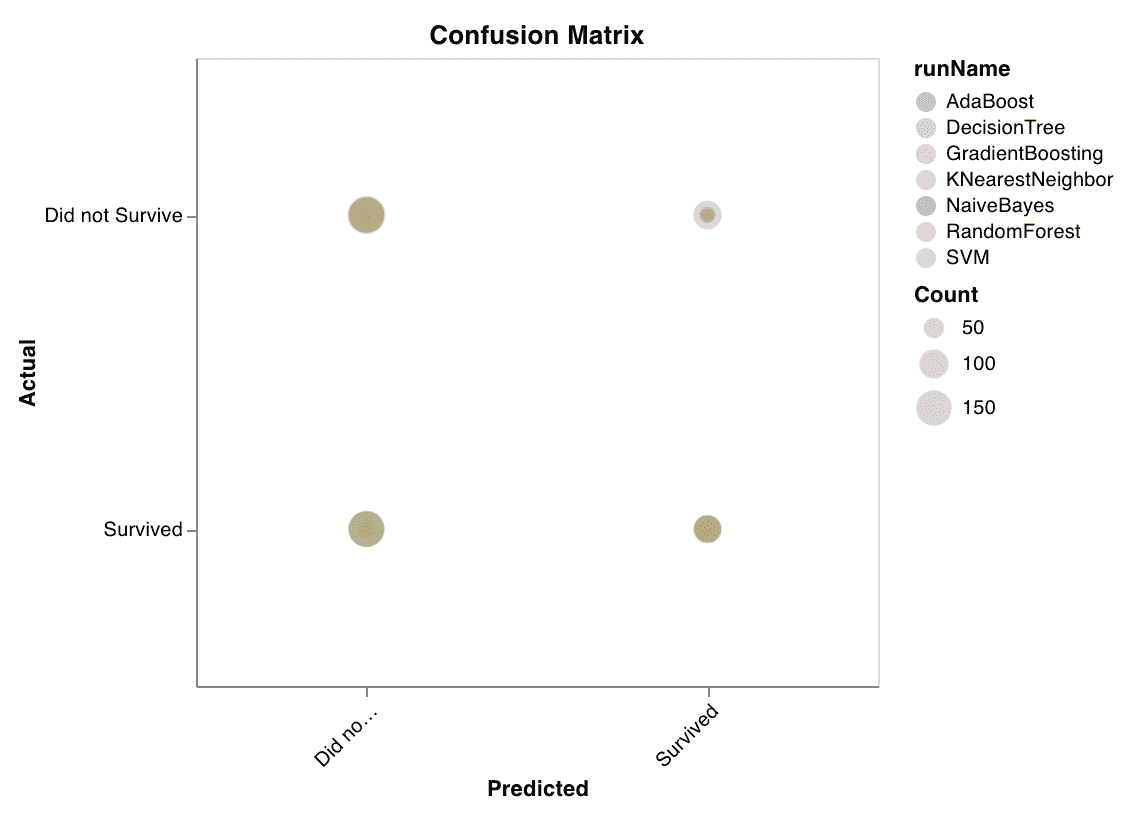 Confusion Matrix
runName
AdaBoost
DecisionTree
GradientBoosting
KNearestNeighbor
NaiveBayes
RandomForest
SVM
Count
50
100
150
Actual
Did not Survive
Survived
Did no…
Survived
Predicted